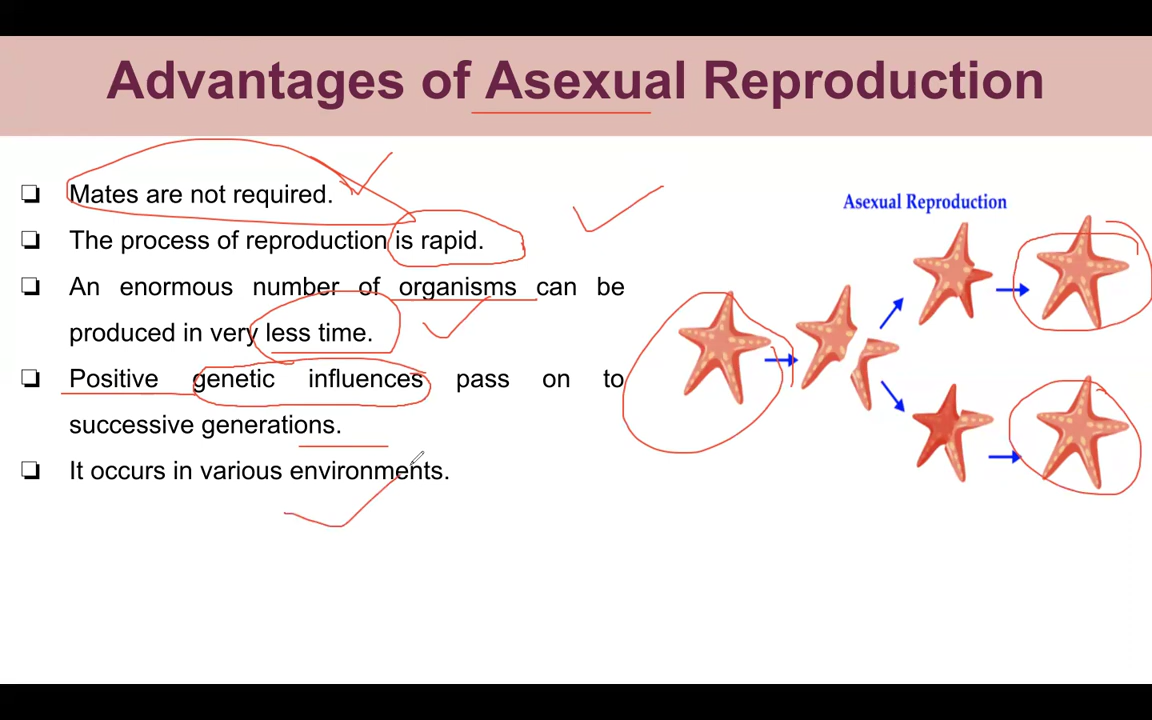 Advantages of Asexual Reproduction
❏ Mates are not required.
❏ The process of reproduction is rapid.
❏ An enormous number of organisms can be
produced in very less time.
❏ Positive genetic influences pass on to
successive generations.
❏ It occurs in various environments.
Asexual Reproduction